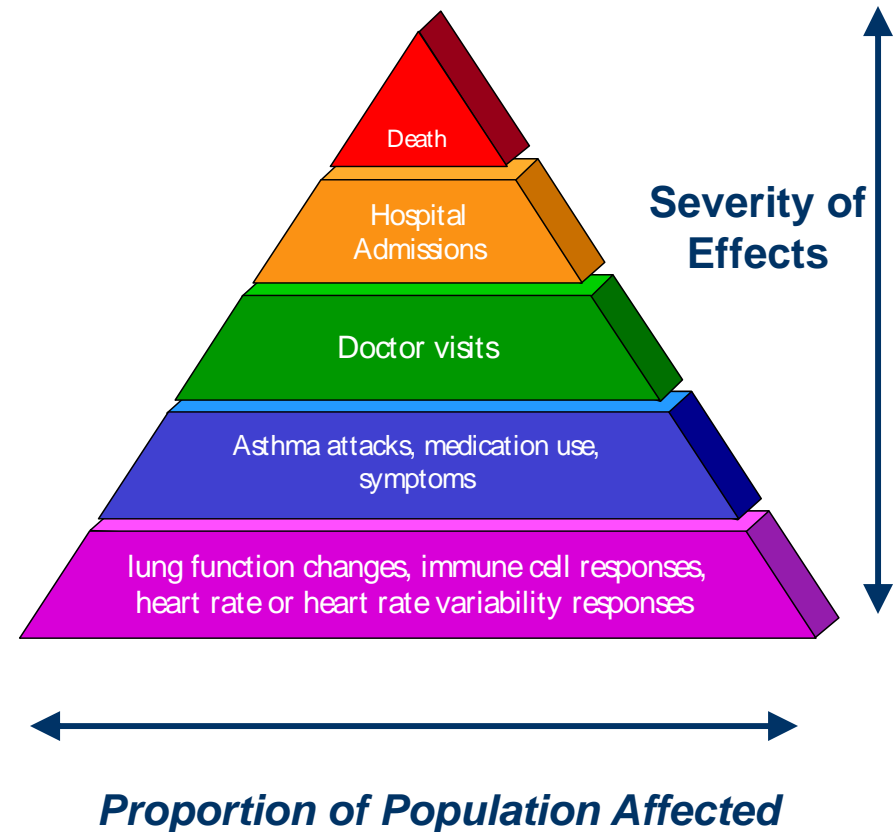 Death
Hospital
Admissions
Severity of
Effects
Doctor visits
Asthma attacks, medication use,
symptoms
lung function changes, immune cell responses,
heart rate or heart rate variability responses
Proportion of Population Affected